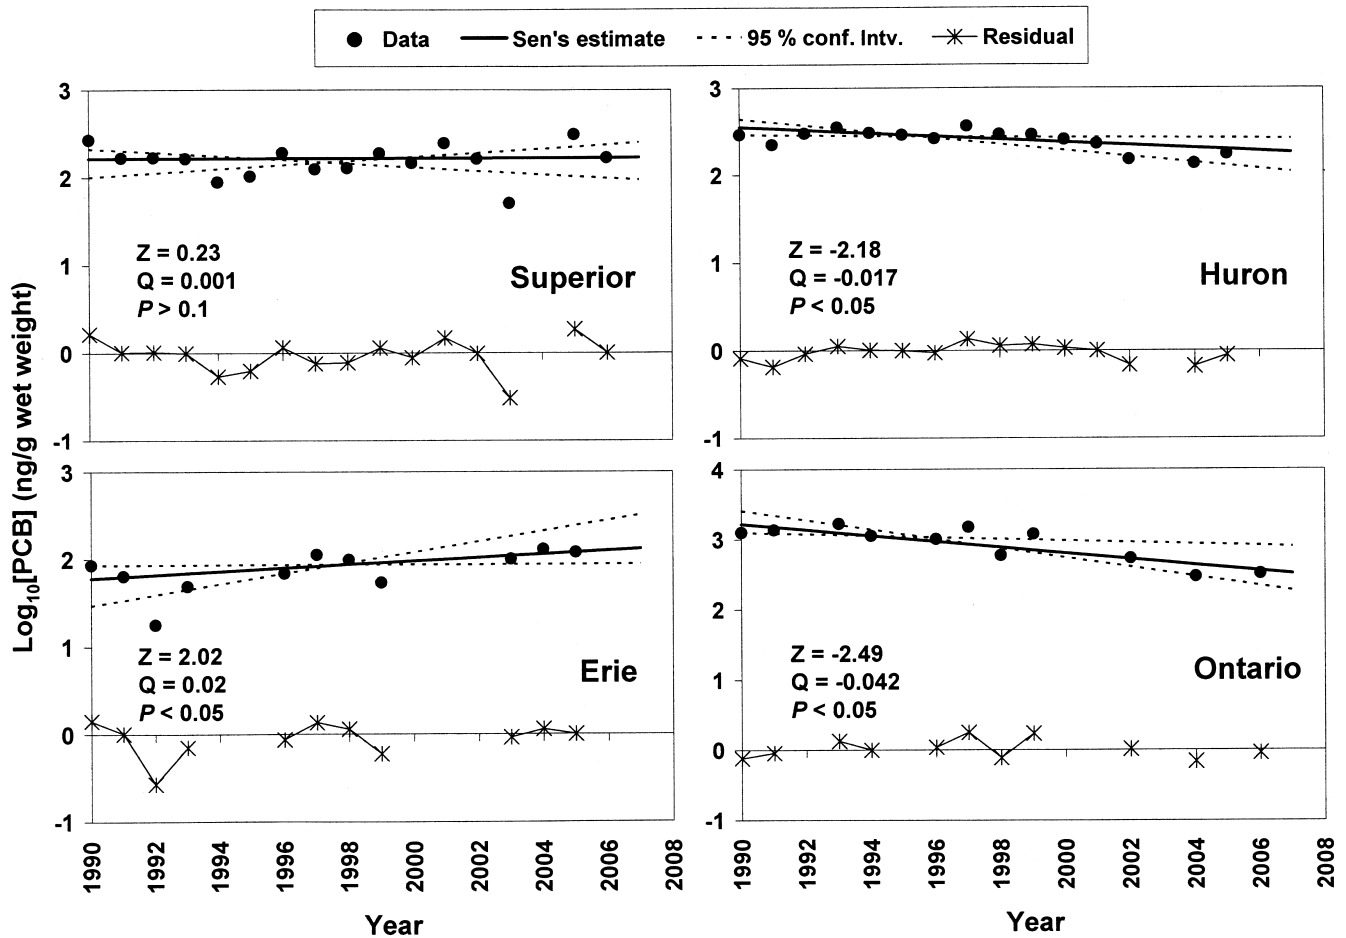 Data Sen's estimate 95 % conf. Intv. Residual
Log10[PCB] (ng/g wet weight)
3
2
1
0
-1
Z = 0.23
Q = 0.001
P > 0.1
Superior
3
2
1
0
-1
Z = -2.18
Q = -0.017
P < 0.05
Huron
3
2
1
0
-1
Z = 2.02
Q = 0.02
P < 0.05
Erie
1990 1992 1994 1996 1998 2000 2002 2004 2006 2008
Year
4
3
2
1
0
-1
Z = -2.49
Q = -0.042
P < 0.05
Ontario
1990 1992 1994 1996 1998 2000 2002 2004 2006 2008
Year